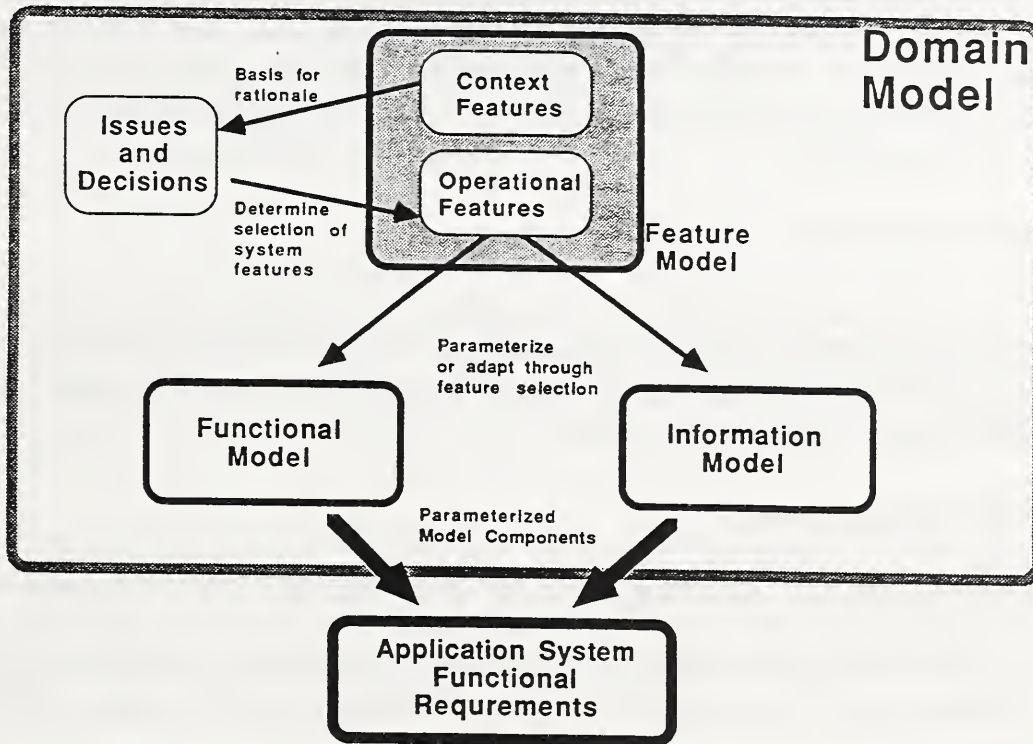 Domain
Model
Context
Features
Basis for
rationale
Issues
and
Decisions
Operational
Features
Determine
selection of
system
features
Feature
Model
Parameterize
or adapt through
feature selection
Functional
Model
Information
Model
Parameterized
Model Components
Application System
Functional
Requrements